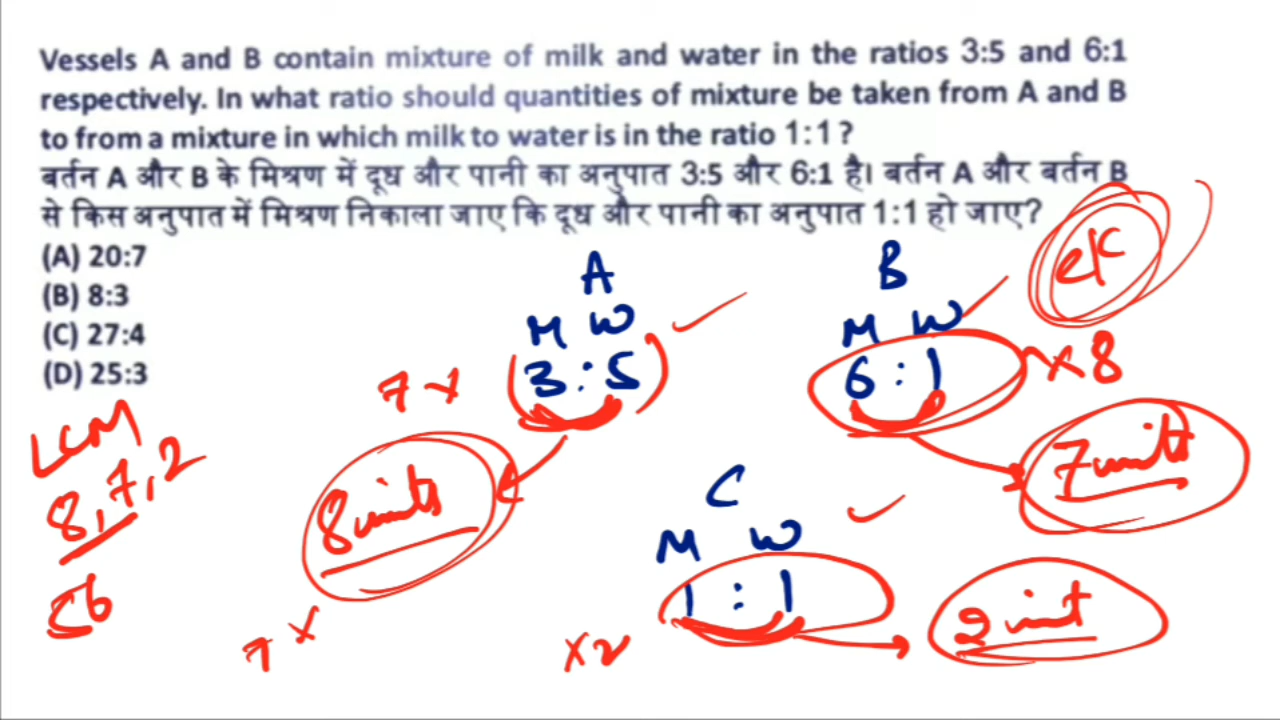 Vessels A and B contain mixture of milk and water in the ratios 3:5 and 6:1
respectively. In what ratio should quantities of mixture be taken from A and B
to from a mixture in which milk to water is in the ratio 1:1?
बर्तन A और B के मिश्रण में दूध और पानी का अनुपात 3:5 और 6:1 है। बर्तन A और बर्तन B
से किस अनुपात में मिश्रण निकाला जाए कि दूध और पानी का अनुपात 1:1 हो जाए?
(A) 20:7
(B) 8:3
(C) 27:4
(D) 25:3
A
M W
7 x
3:5
B
M W
6:1
x 8
LCM
8,7,2
56
8 units
7 units
C
M W
1:1
2 unit
7 x
x2